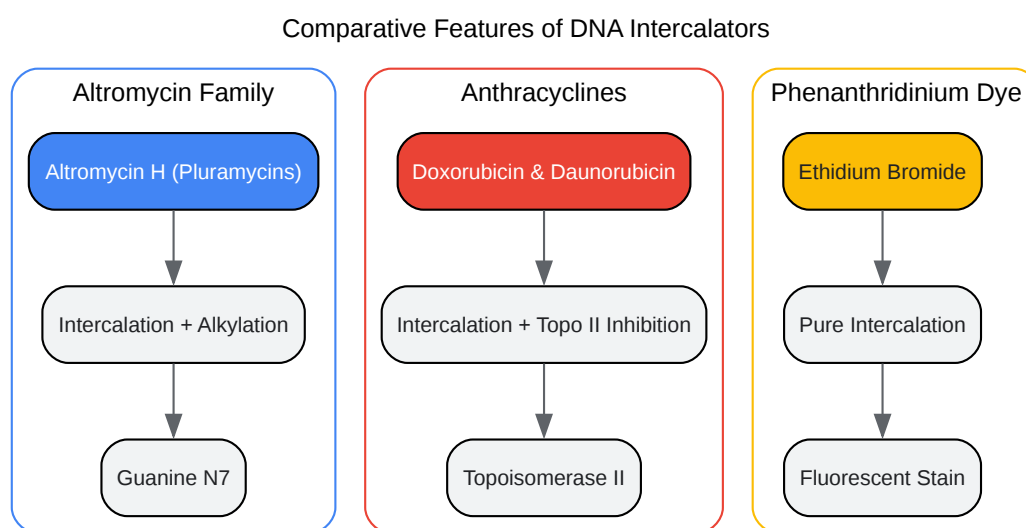 Comparative Features of DNA Intercalators
Altromycin Family
Altromycin H (Pluramycins)
Intercalation + Alkylation
Guanine N7
Anthracyclines
Doxorubicin & Daunorubicin
Intercalation + Topo II Inhibition
Topoisomerase II
Phenanthridinium Dye
Ethidium Bromide
Pure Intercalation
Fluorescent Stain